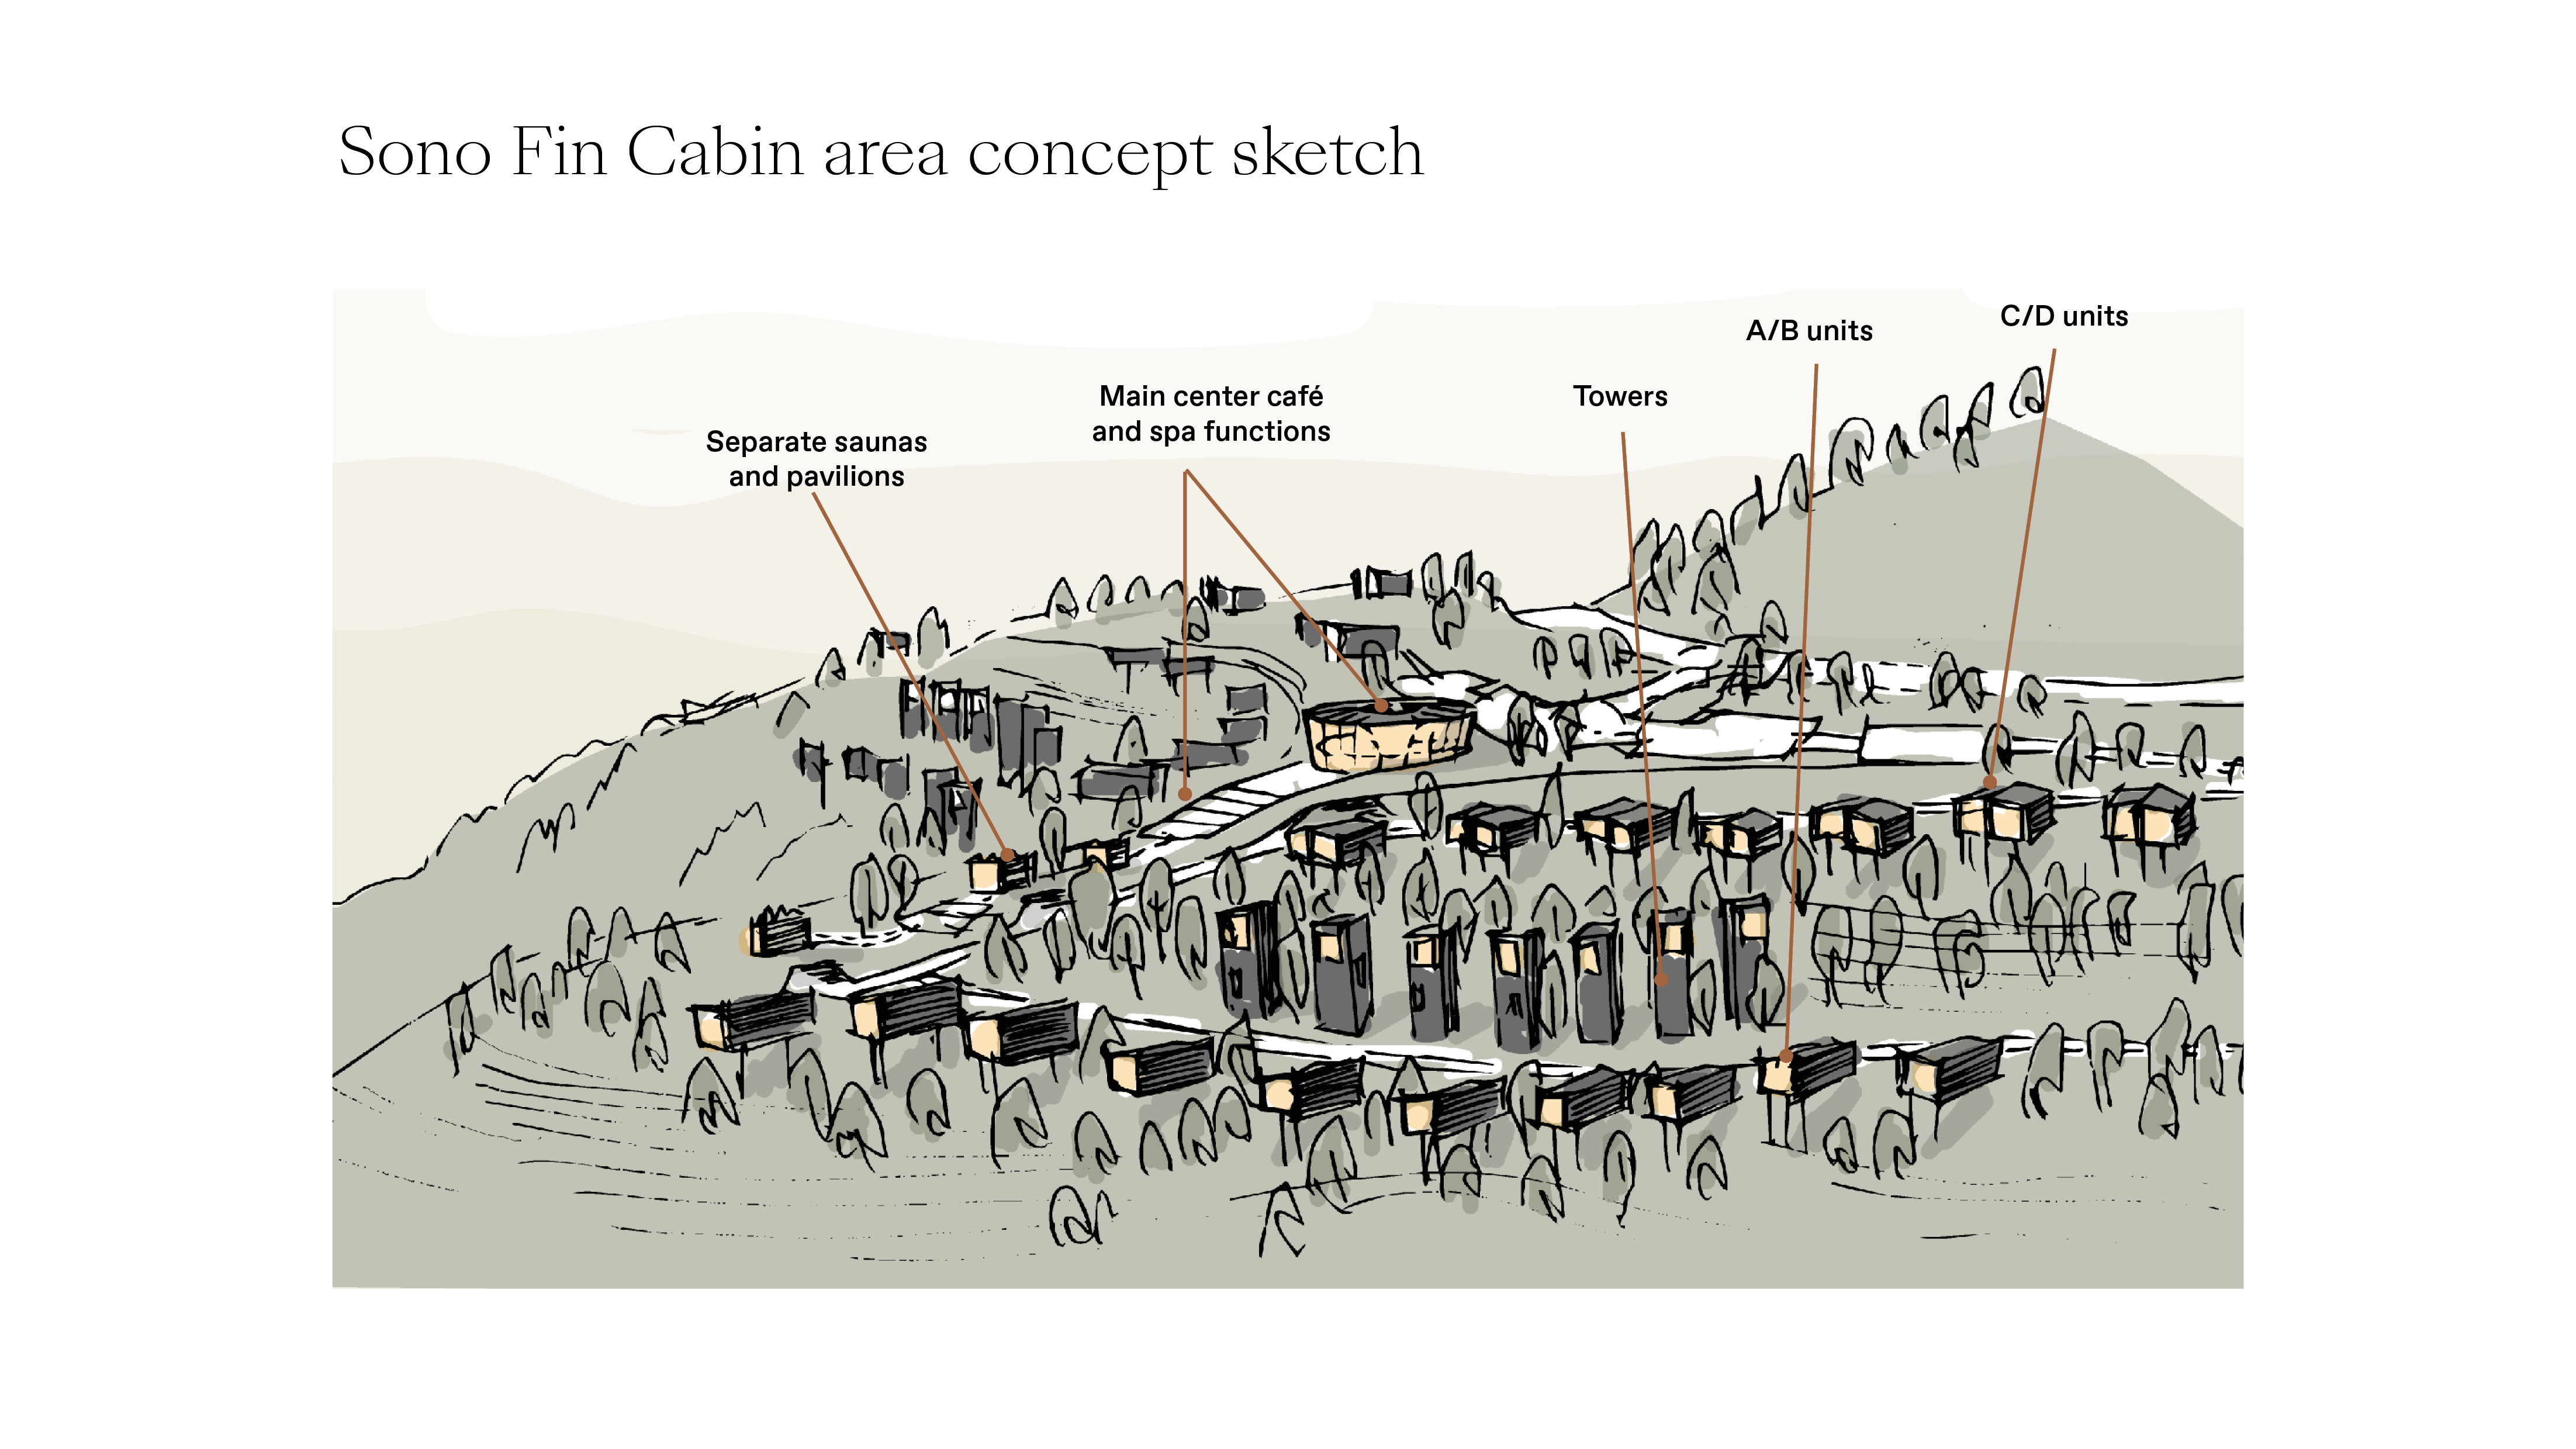 Sono Fin Cabin area concept sketch
C/D units
A/B units
Main center café
and spa functions
Towers
Separate saunas
and pavilions